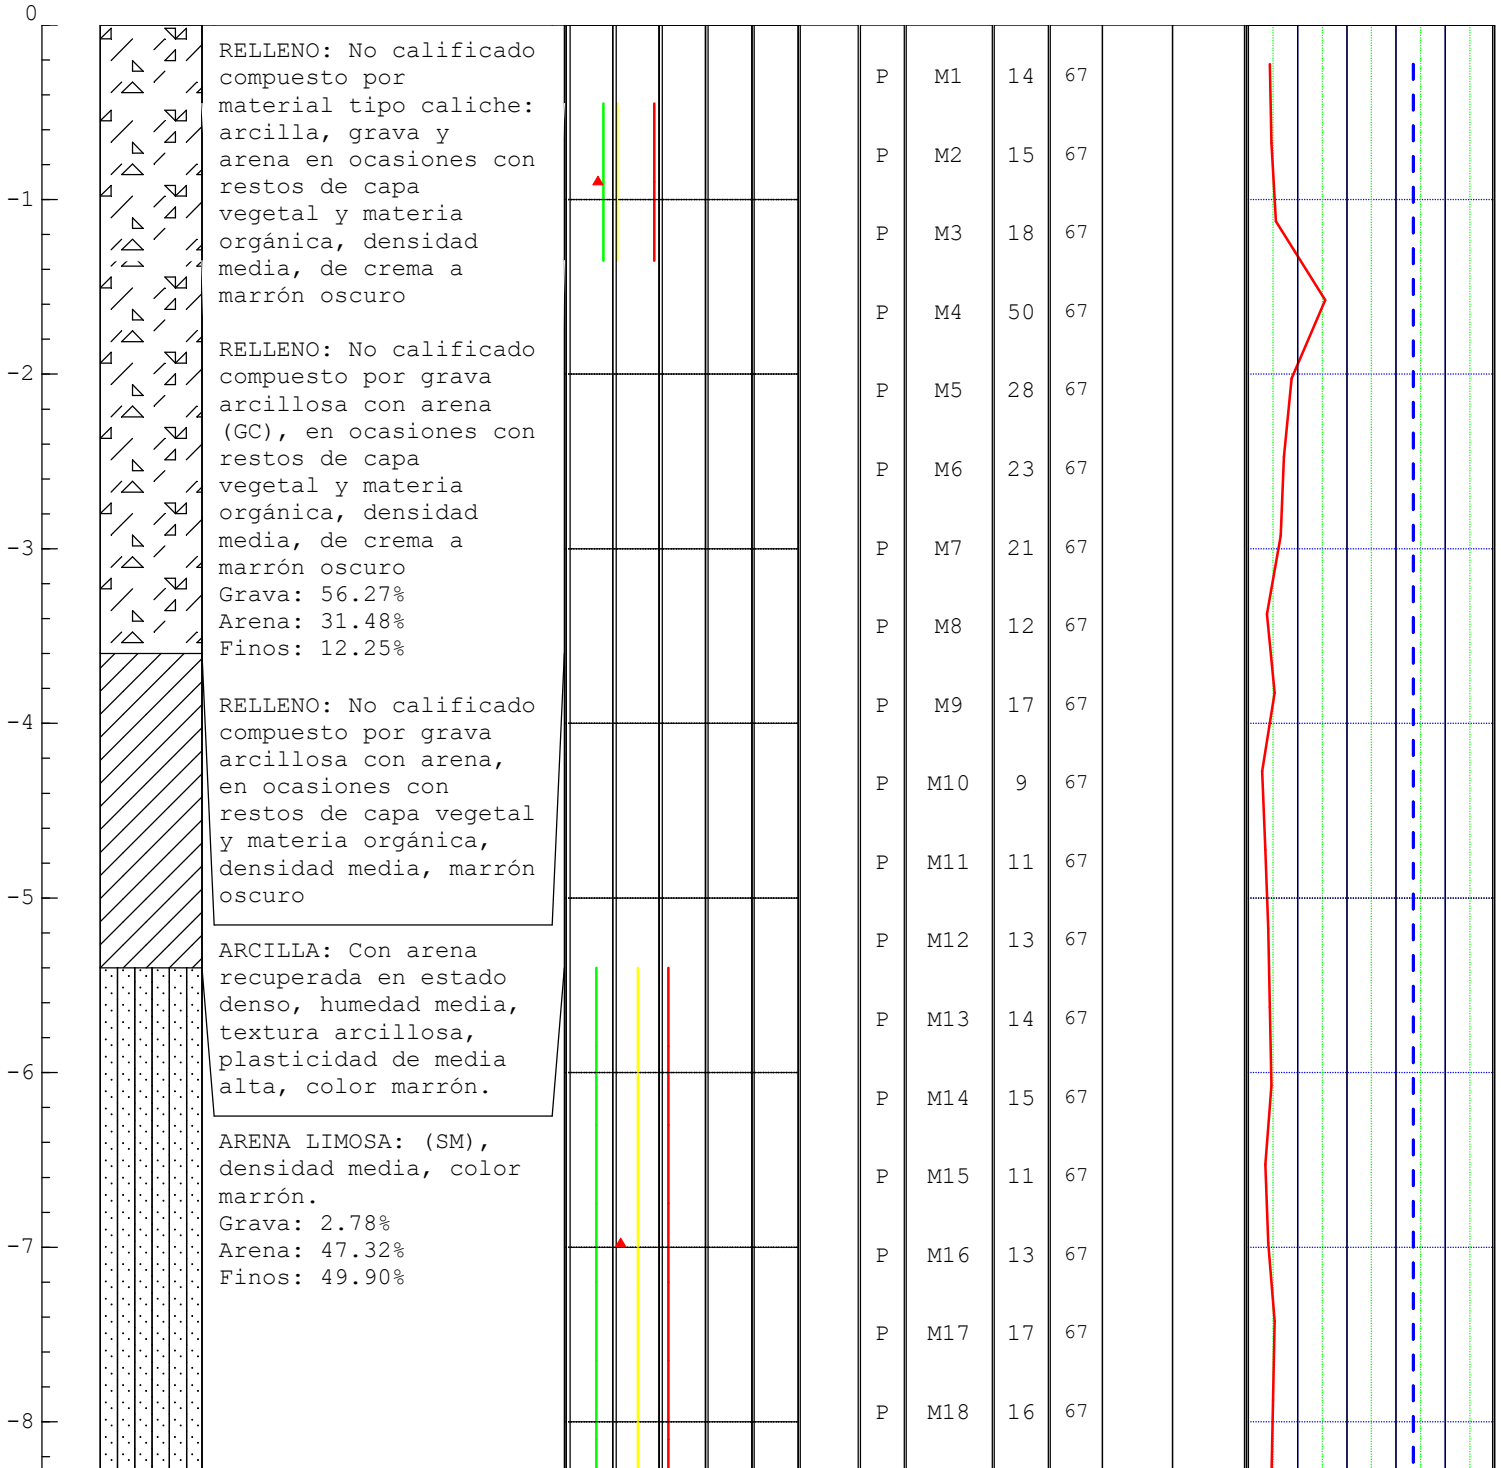 0
RELLENO: No calificado
compuesto por
material tipo caliche:
arcilla, grava y
arena en ocasiones con
restos de capa
vegetal y materia
orgánica, densidad
media, de crema a
marrón oscuro
RELLENO: No calificado
compuesto por grava
arcillosa con arena
(GC), en ocasiones con
restos de capa
vegetal y materia
orgánica, densidad
media, de crema a
marrón oscuro
Grava: 56.27%
Arena: 31.48%
Finos: 12.25%
RELLENO: No calificado
compuesto por grava
arcillosa con arena,
en ocasiones con
restos de capa vegetal
y materia orgánica,
densidad media, marrón
oscuro
ARCILLA: Con arena
recuperada en estado
denso, humedad media,
textura arcillosa,
plasticidad de media
alta, color marrón.
ARENA LIMOSA: (SM),
densidad media, color
marrón.
Grava: 2.78%
Arena: 47.32%
Finos: 49.90%
-1
-2
-3
-4
-5
-6
-7
-8
P M1 14 67
P M2 15 67
P M3 18 67
P M4 50 67
P M5 28 67
P M6 23 67
P M7 21 67
P M8 12 67
P M9 17 67
P M10 9 67
P M11 11 67
P M12 13 67
P M13 14 67
P M14 15 67
P M15 11 67
P M16 13 67
P M17 17 67
P M18 16 67